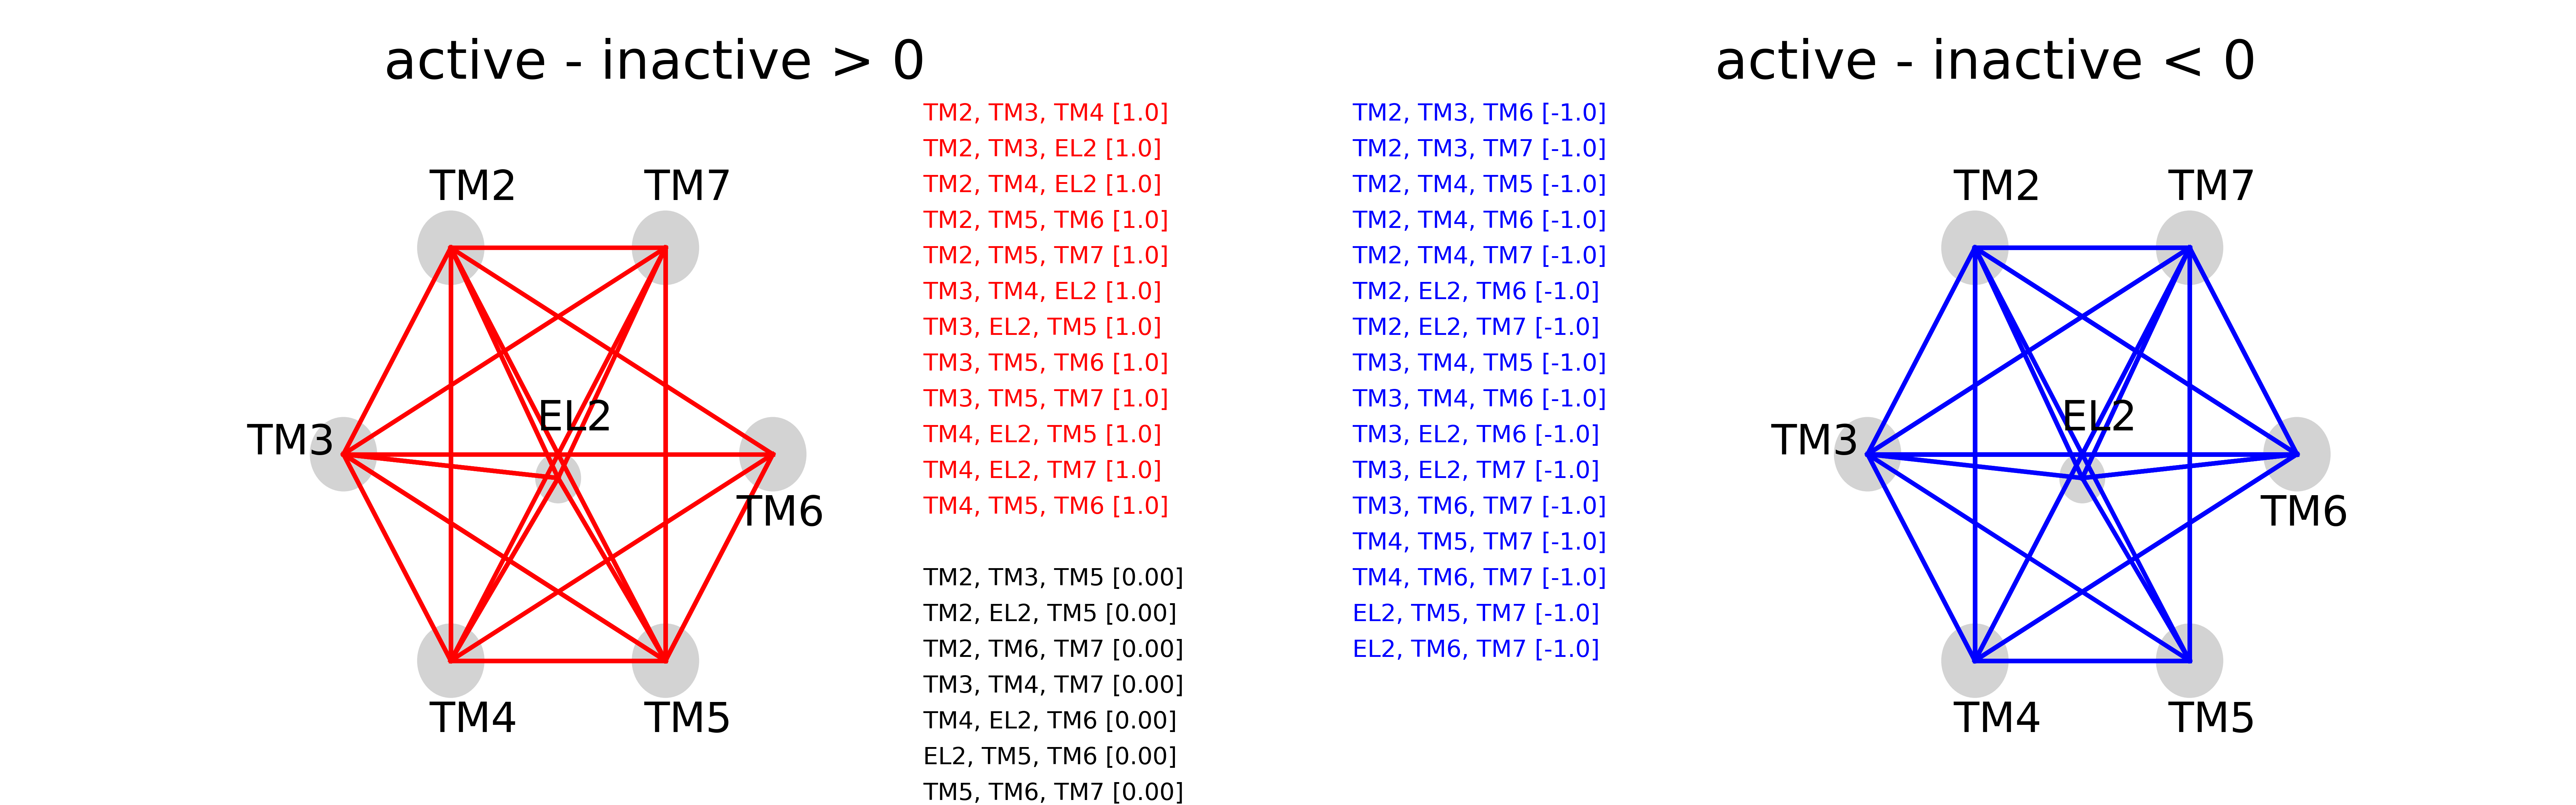 active - inactive > 0
TM2
TM7
TM3
EL2
TM6
TM4
TM5
TM2, TM3, TM4 [1.0]
TM2, TM3, EL2 [1.0]
TM2, TM4, EL2 [1.0]
TM2, TM5, TM6 [1.0]
TM2, TM5, TM7 [1.0]
TM3, TM4, EL2 [1.0]
TM3, EL2, TM5 [1.0]
TM3, TM5, TM6 [1.0]
TM3, TM5, TM7 [1.0]
TM4, EL2, TM5 [1.0]
TM4, EL2, TM7 [1.0]
TM4, TM5, TM6 [1.0]
TM2, TM3, TM5 [0.00]
TM2, EL2, TM5 [0.00]
TM2, TM6, TM7 [0.00]
TM3, TM4, TM7 [0.00]
TM4, EL2, TM6 [0.00]
EL2, TM5, TM6 [0.00]
TM5, TM6, TM7 [0.00]
TM2, TM3, TM6 [-1.0]
TM2, TM3, TM7 [-1.0]
TM2, TM4, TM5 [-1.0]
TM2, TM4, TM6 [-1.0]
TM2, TM4, TM7 [-1.0]
TM2, EL2, TM6 [-1.0]
TM2, EL2, TM7 [-1.0]
TM3, TM4, TM5 [-1.0]
TM3, TM4, TM6 [-1.0]
TM3, EL2, TM6 [-1.0]
TM3, EL2, TM7 [-1.0]
TM3, TM6, TM7 [-1.0]
TM4, TM5, TM7 [-1.0]
TM4, TM6, TM7 [-1.0]
EL2, TM5, TM7 [-1.0]
EL2, TM6, TM7 [-1.0]
active - inactive < 0
TM2
TM7
TM3
EL2
TM6
TM4
TM5